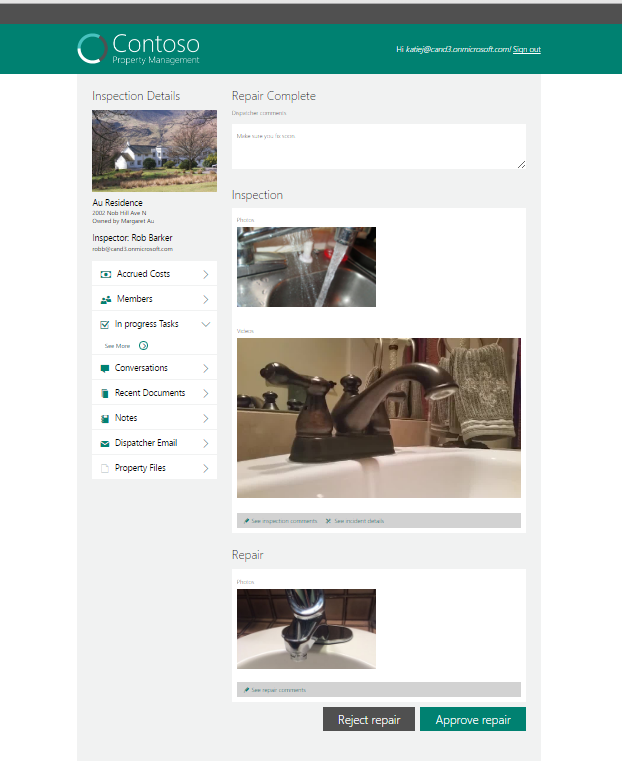 Contoso
Property Management
Hi katiej@cand3.onmicrosoft.com! Sign out
Inspection Details
Au Residence
2002 Nob Hill Ave N
Owned by Margaret Au
Inspector: Rob Barker
robb@cand3.onmicrosoft.com
Accrued Costs
Members
In progress Tasks
See More
Conversations
Recent Documents
Notes
Dispatcher Email
Property Files
Repair Complete
Dispatcher comments
Make sure you fix soon
Inspection
Photos
Videos
See inspection comments
See incident details
Repair
Photos
See repair comments
Reject repair
Approve repair